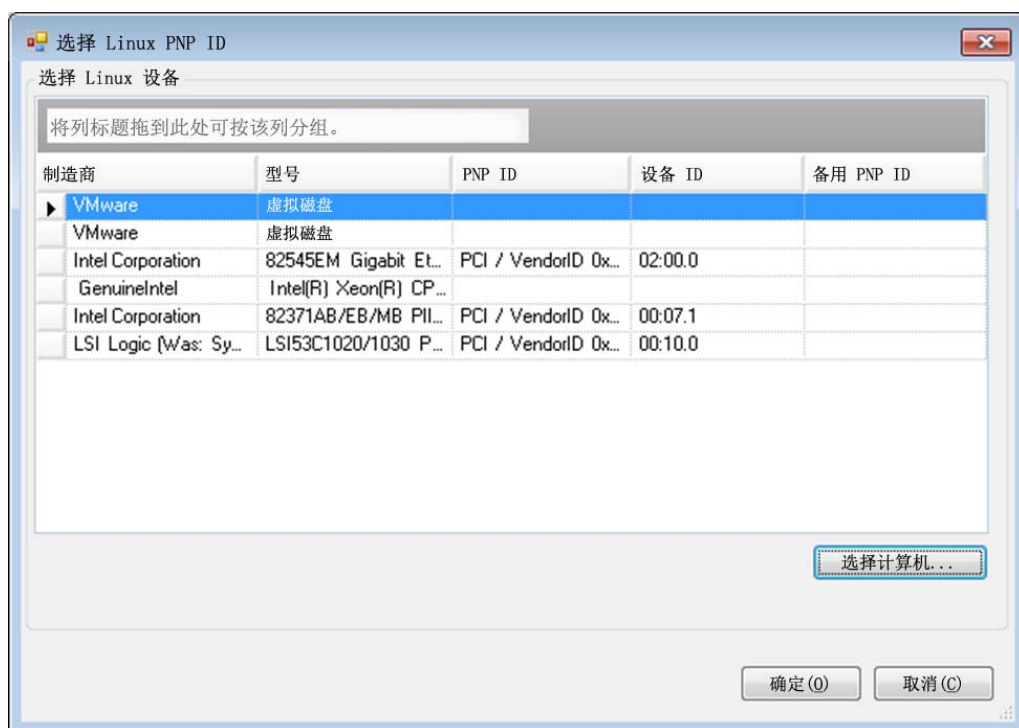 选择 Linux PNP ID
选择 Linux 设备
将列标题拖到此处可按该列分组。
制造商 型号 PNP ID 设备 ID 备用 PNP ID
VMware 虚拟磁盘
VMware 虚拟磁盘
Intel Corporation 82545EM Gigabit Et... PCI / VendorID 0x... 02:00.0
GenuineIntel Intel(R) Xeon(R) CP...
Intel Corporation 82371AB/EB/MB PII... PCI / VendorID 0x... 00:07.1
LSI Logic (Was: Sy... LSI53C1020/1030 P... PCI / VendorID 0x... 00:10.0
选择计算机...
确定(O) 取消(C)